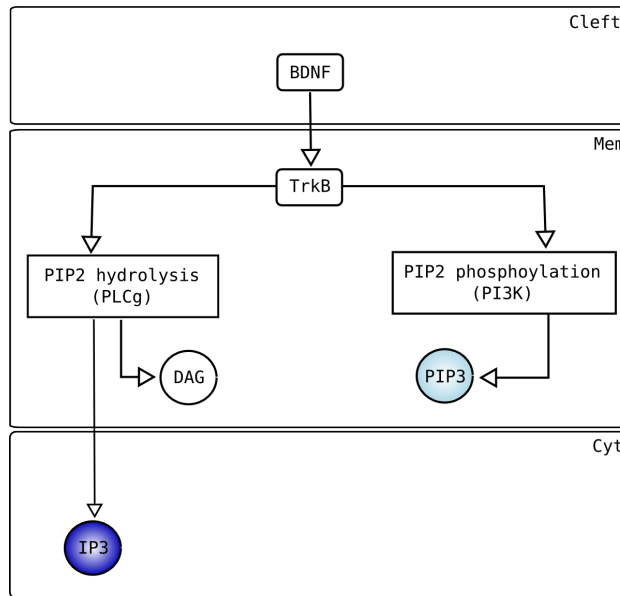 Cleft
BDNF
Mem
TrkB
PIP2 hydrolysis
(PLCg)
PIP2 phosphoylation
(PI3K)
DAG
PIP3
Cyt
IP3